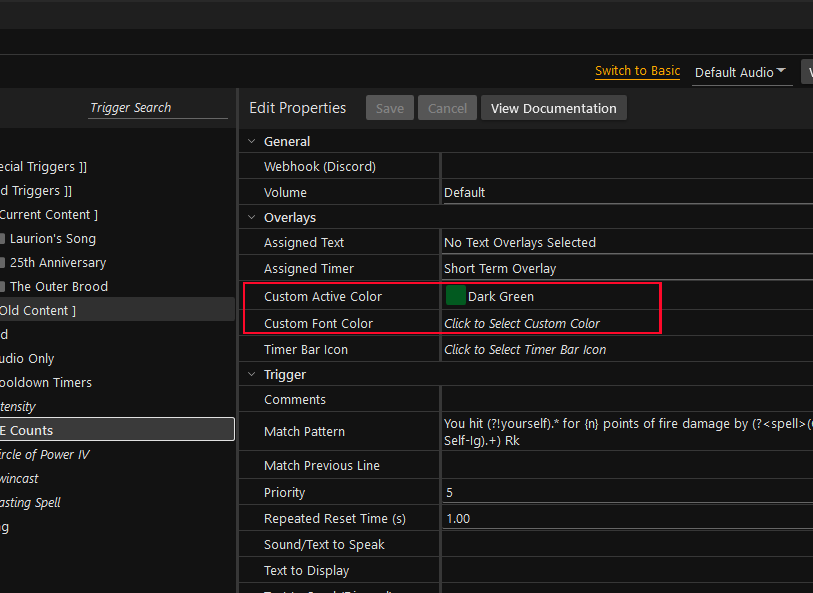 Switch to Basic
Default Audio
Trigger Search
Edit Properties
Save
Cancel
View Documentation
General
ecial Triggers ]]
Webhook (Discord)
d Triggers ]]
Volume
Default
Current Content ]
Overlays
Laurion's Song
Assigned Text
No Text Overlays Selected
25th Anniversary
Assigned Timer
Short Term Overlay
The Outer Brood
Custom Active Color
Dark Green
Old Content ]
Custom Font Color
Click to Select Custom Color
d
Timer Bar Icon
Click to Select Timer Bar Icon
udio Only
Trigger
ooldown Timers
Comments
tensity
You hit (?!yourself).* for {n} points of fire damage by (?<spell>(
E Counts
Match Pattern
Self-Ig).+) Rk
ircle of Power IV
Match Previous Line
wincast
Priority
5
asting Spell
Repeated Reset Time (s)
1.00
g
Sound/Text to Speak
Text to Display